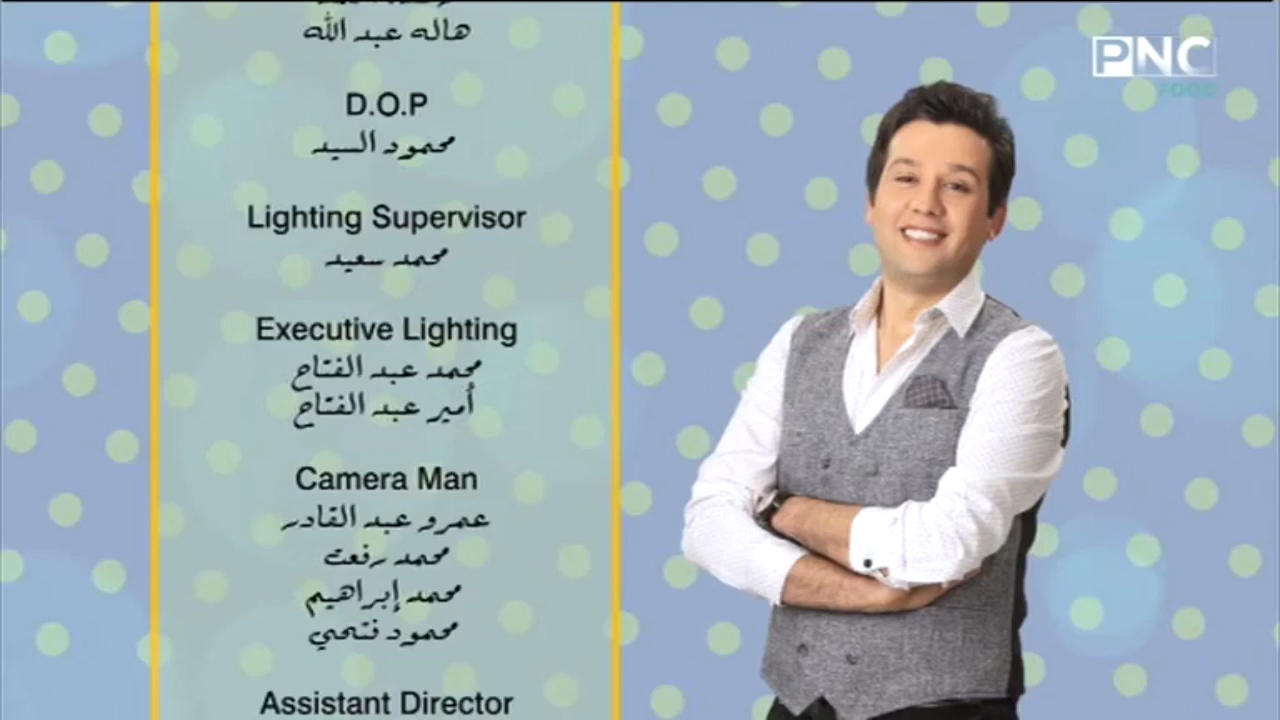 هاله عبد الله
D.O.P
محمود السيد
Lighting Supervisor
محمد سعيد
Executive Lighting
محمد عبد الفتاح
أمير عبد الفتاح
Camera Man
عمرو عبد القادر
محمد رفعت
محمد إبراهيم
محمود فتحي
Assistant Director
PNC
FOOD